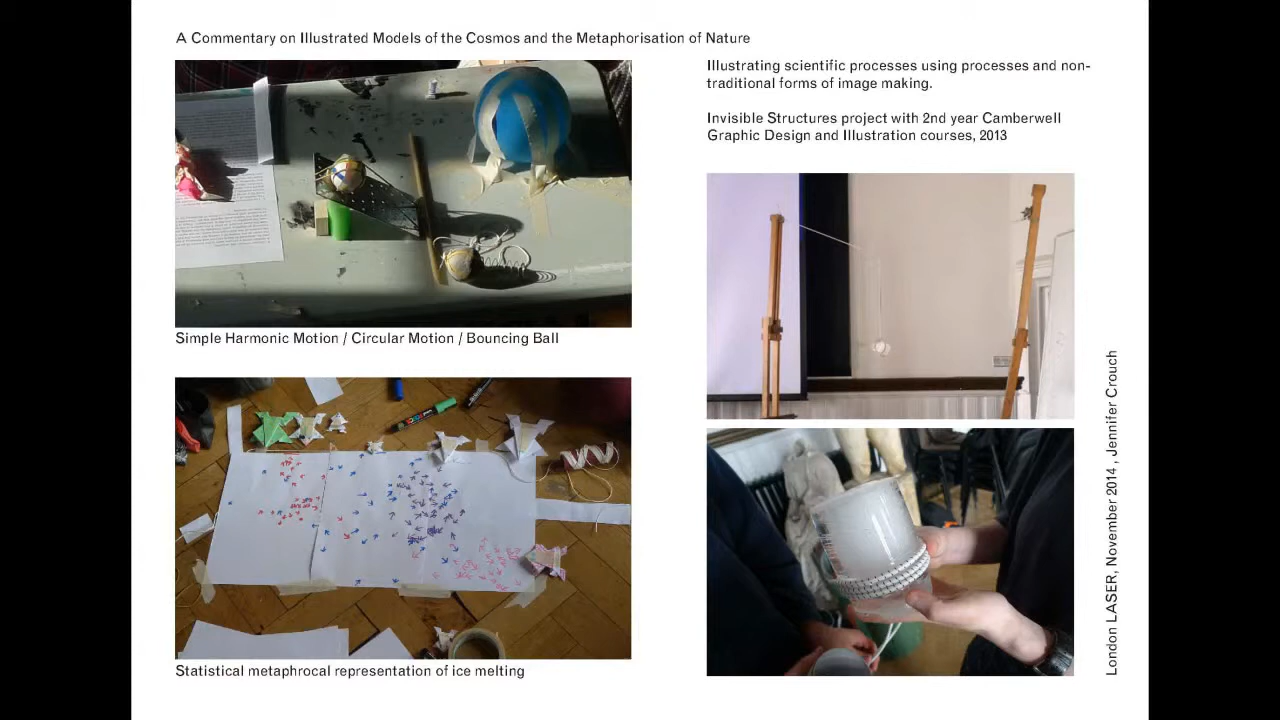 A Commentary on Illustrated Models of the Cosmos and the Metaphorisation of Nature
Illustrating scientific processes using processes and non-
traditional forms of image making.
Invisible Structures project with 2nd year Camberwell
Graphic Design and Illustration courses, 2013
Simple Harmonic Motion / Circular Motion / Bouncing Ball
Statistical metaphrocal representation of ice melting
London LASER, November 2014 , Jennifer Crouch